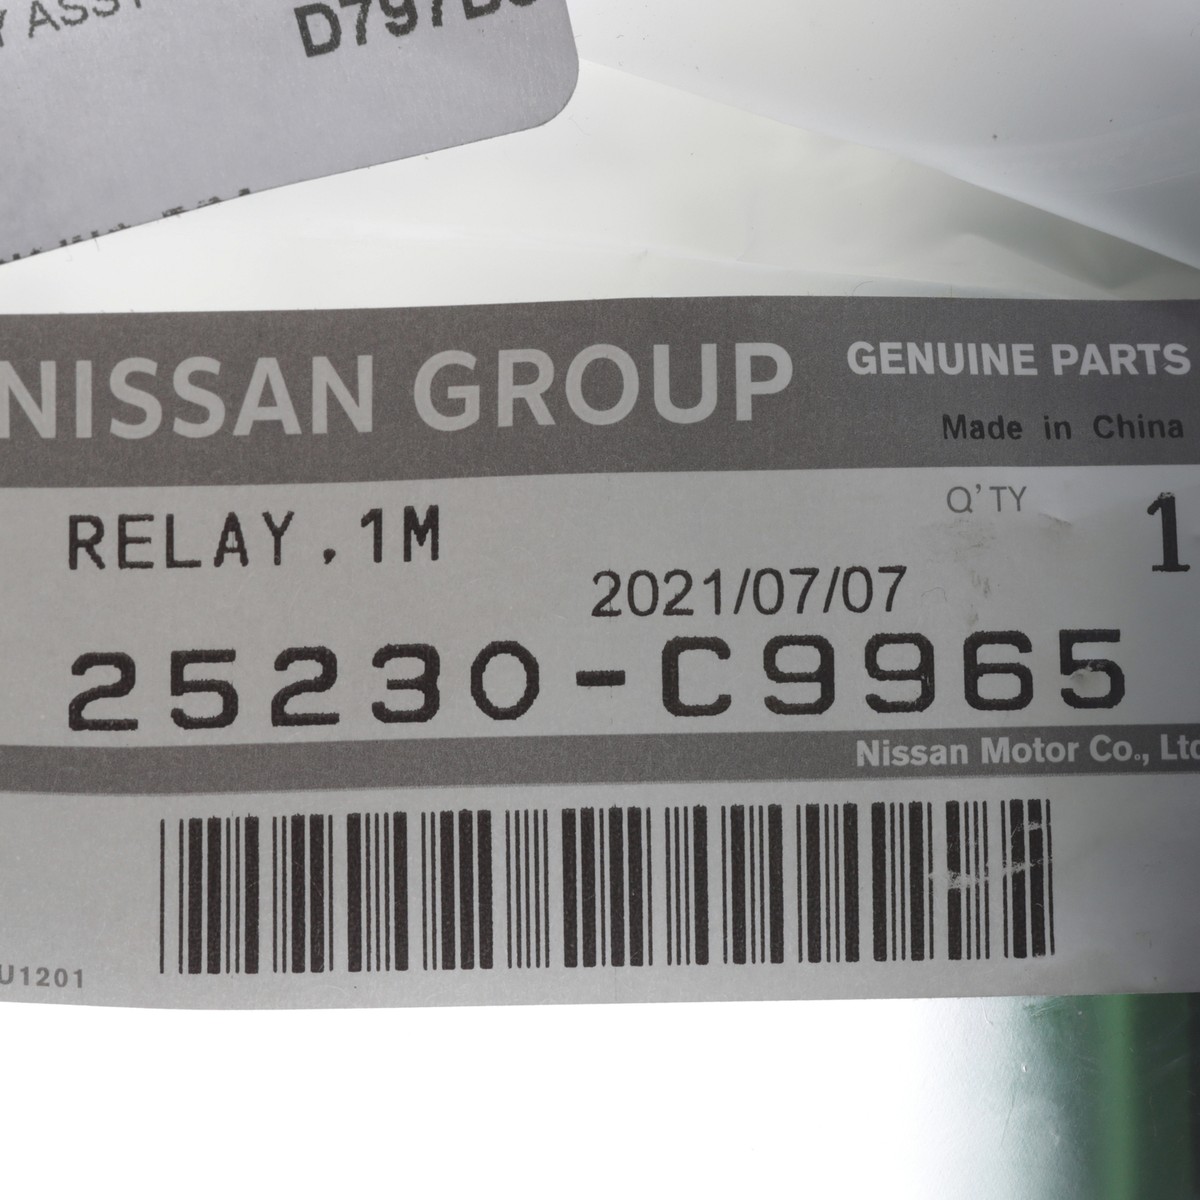 ASSY
NISSAN GROUP
GENUINE PARTS
Made in China
RELAY,1M
Q'TY 1
2021/07/07
25230-C9965
Nissan Motor Co., Ltd
U1201